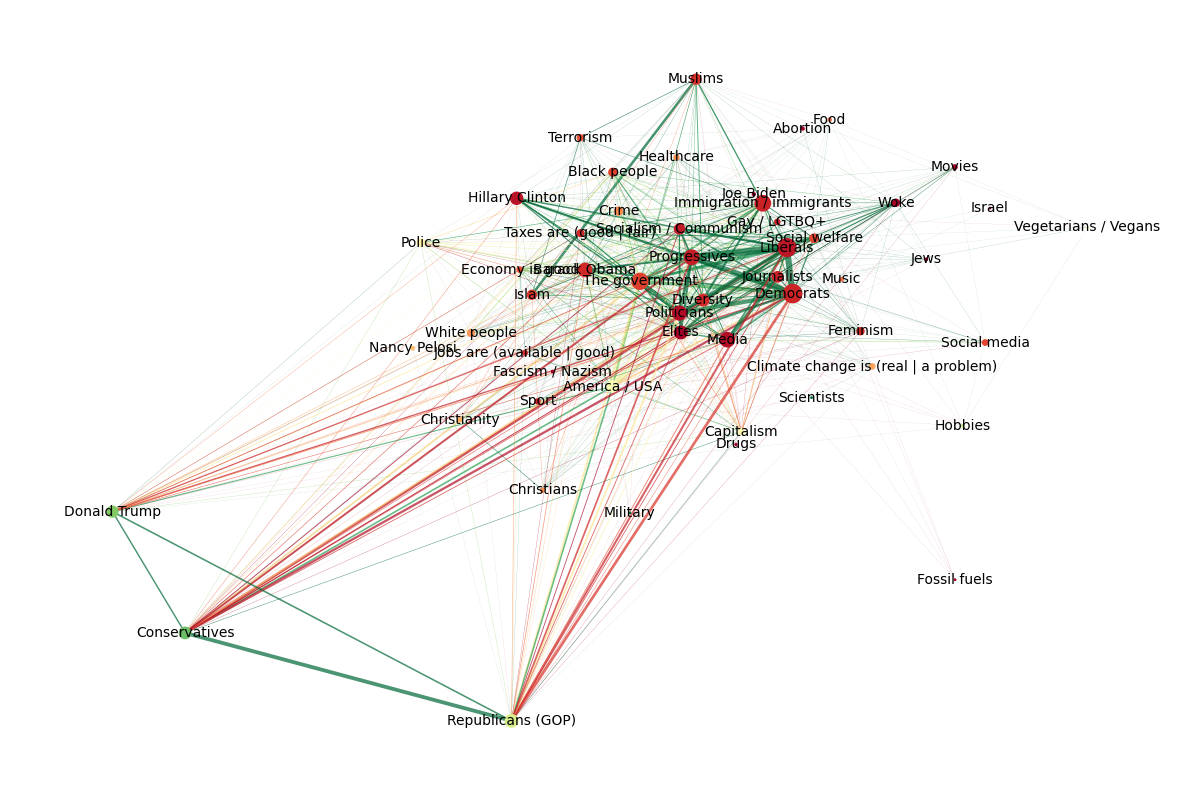 Muslims
Food
Abortion
Terrorism
Healthcare
Movies
Black people
Joe Biden
Hillary Clinton
Immigration / immigrants
Woke
Israel
Crime
Gay / LGTBQ+
Vegetarians / Vegans
Socialism / Communism
Taxes are (good | fair)
Social welfare
Police
Liberals
Progressives
Jews
Economy is good
Barack Obama
Journalists
Music
The government
Islam
Democrats
Diversity
Politicians
White people
Elites
Feminism
Media
Social media
Nancy Pelosi
Jobs are (available | good)
Climate change is (real | a problem)
Fascism / Nazism
America / USA
Scientists
Sport
Christianity
Hobbies
Capitalism
Drugs
Christians
Donald Trump
Military
Fossil fuels
Conservatives
Republicans (GOP)